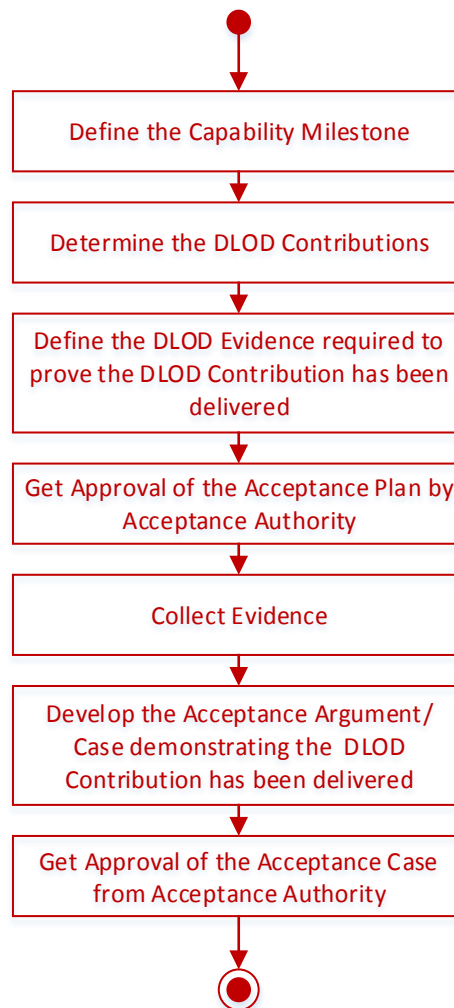 Define the Capability Milestone
Determine the DLOD Contributions
Define the DLOD Evidence required to
prove the DLOD Contribution has been
delivered
Get Approval of the Acceptance Plan by
Acceptance Authority
Collect Evidence
Develop the Acceptance Argument/
Case demonstrating the DLOD
Contribution has been delivered
Get Approval of the Acceptance Case
from Acceptance Authority